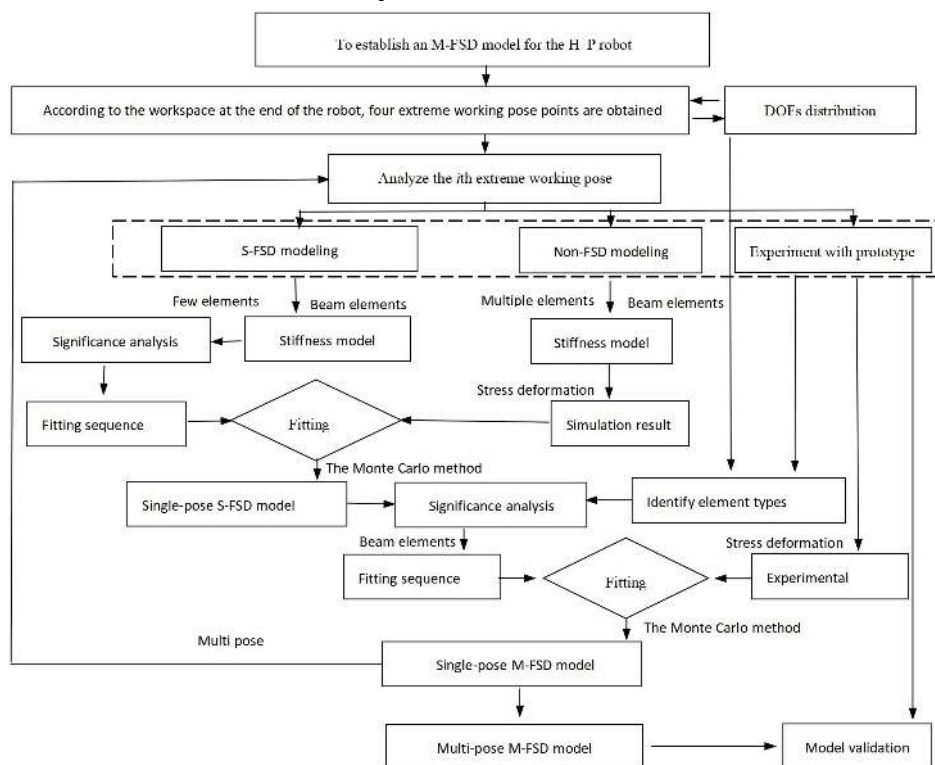 To establish an M-FSD model for the H_P robot
According to the workspace at the end of the robot, four extreme working pose points are obtained
DOFs distribution
Analyze the ith extreme working pose
S-FSD modeling
Non-FSD modeling
Experiment with prototype
Few elements
Beam elements
Multiple elements
Beam elements
Significance analysis
Stiffness model
Stiffness model
Stress deformation
Fitting sequence
Fitting
Simulation result
The Monte Carlo method
Single-pose S-FSD model
Significance analysis
Identify element types
Beam elements
Stress deformation
Fitting sequence
Fitting
Experimental
The Monte Carlo method
Multi pose
Single-pose M-FSD model
Multi-pose M-FSD model
Model validation